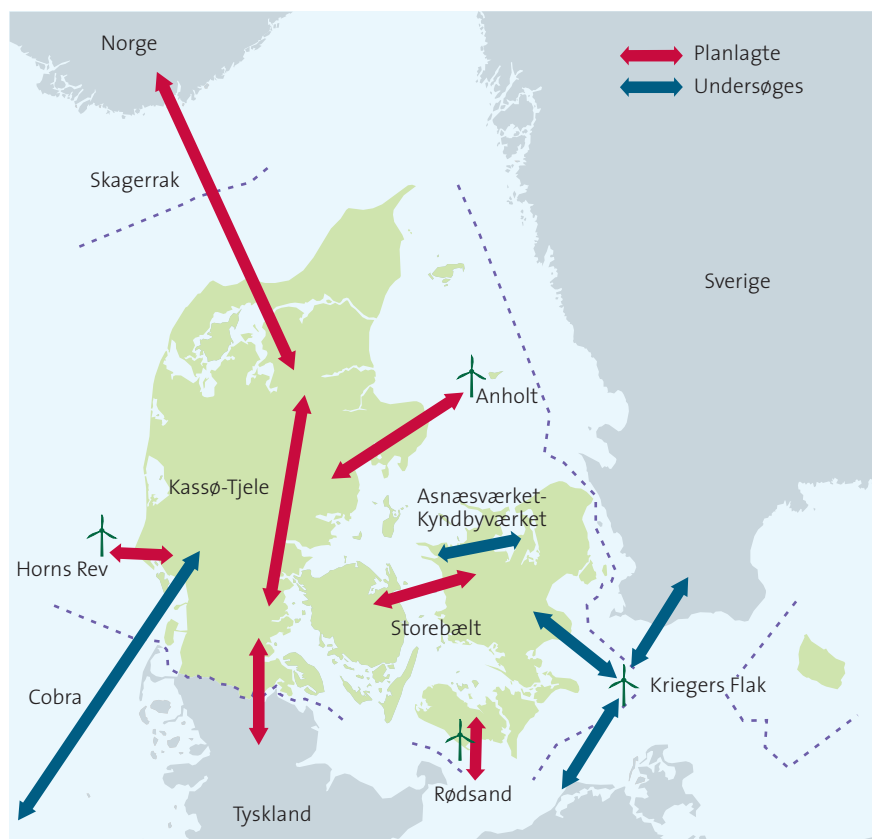 Norge
Planlagte
Undersøges
Skagerrak
Sverige
Anholt
Kassø-Tjele
Asnæsværket-
Kyndbyværket
Horns Rev
Storebælt
Kriegers Flak
Cobra
Rødsand
Tyskland